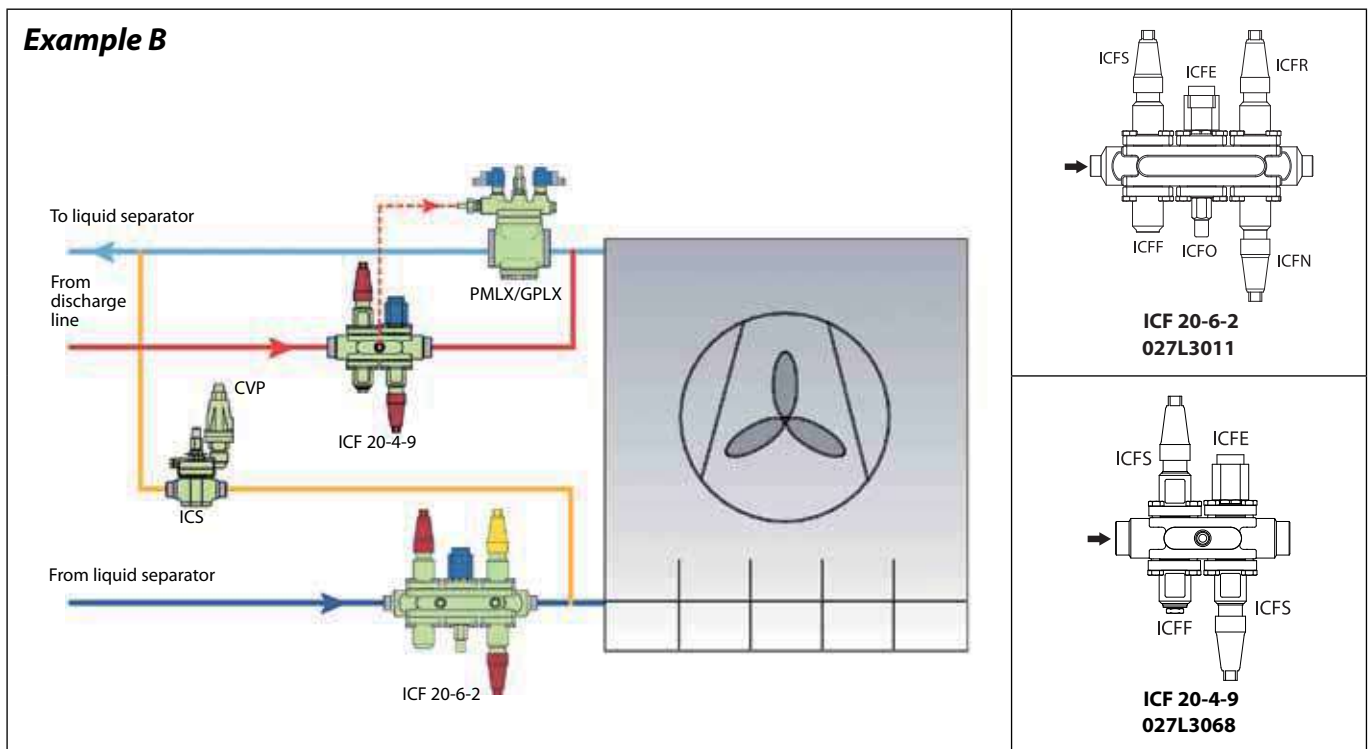 Example B
To liquid separator
From
discharge
line
PMLX/GPLX
CVP
ICF 20-4-9
ICS
From liquid separator
ICF 20-6-2
ICFS
ICFE
ICFR
ICFF
ICFO
ICFN
ICF 20-6-2
027L3011
ICFS
ICFE
ICFF
ICFS
ICF 20-4-9
027L3068